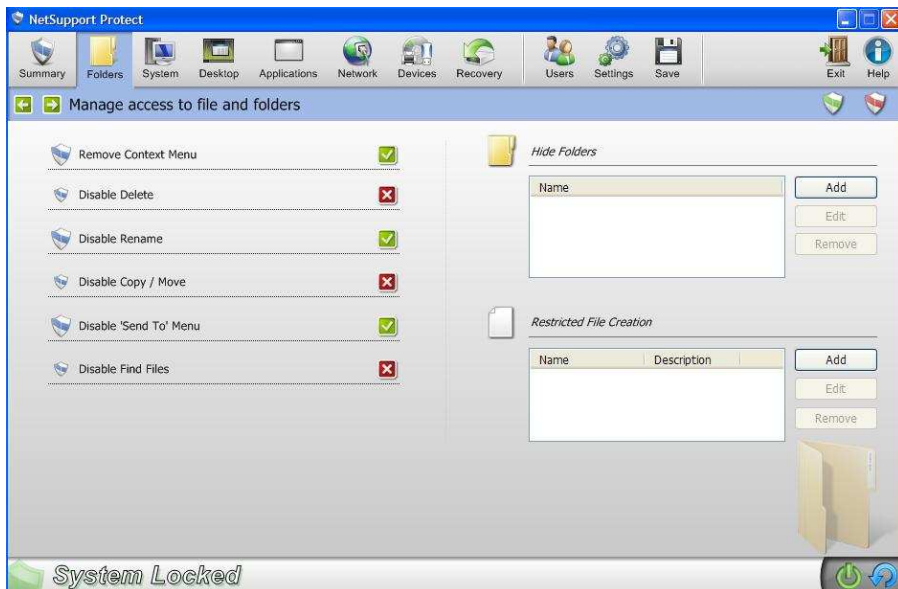 NetSupport Protect
Summary Folders System Desktop Applications Network Devices Recovery Users Settings Save Exit Help
Manage access to file and folders
Remove Context Menu
Disable Delete
Disable Rename
Disable Copy / Move
Disable 'Send To' Menu
Disable Find Files
Hide Folders
Name
Add
Edit
Remove
Restricted File Creation
Name Description
Add
Edit
Remove
System Locked